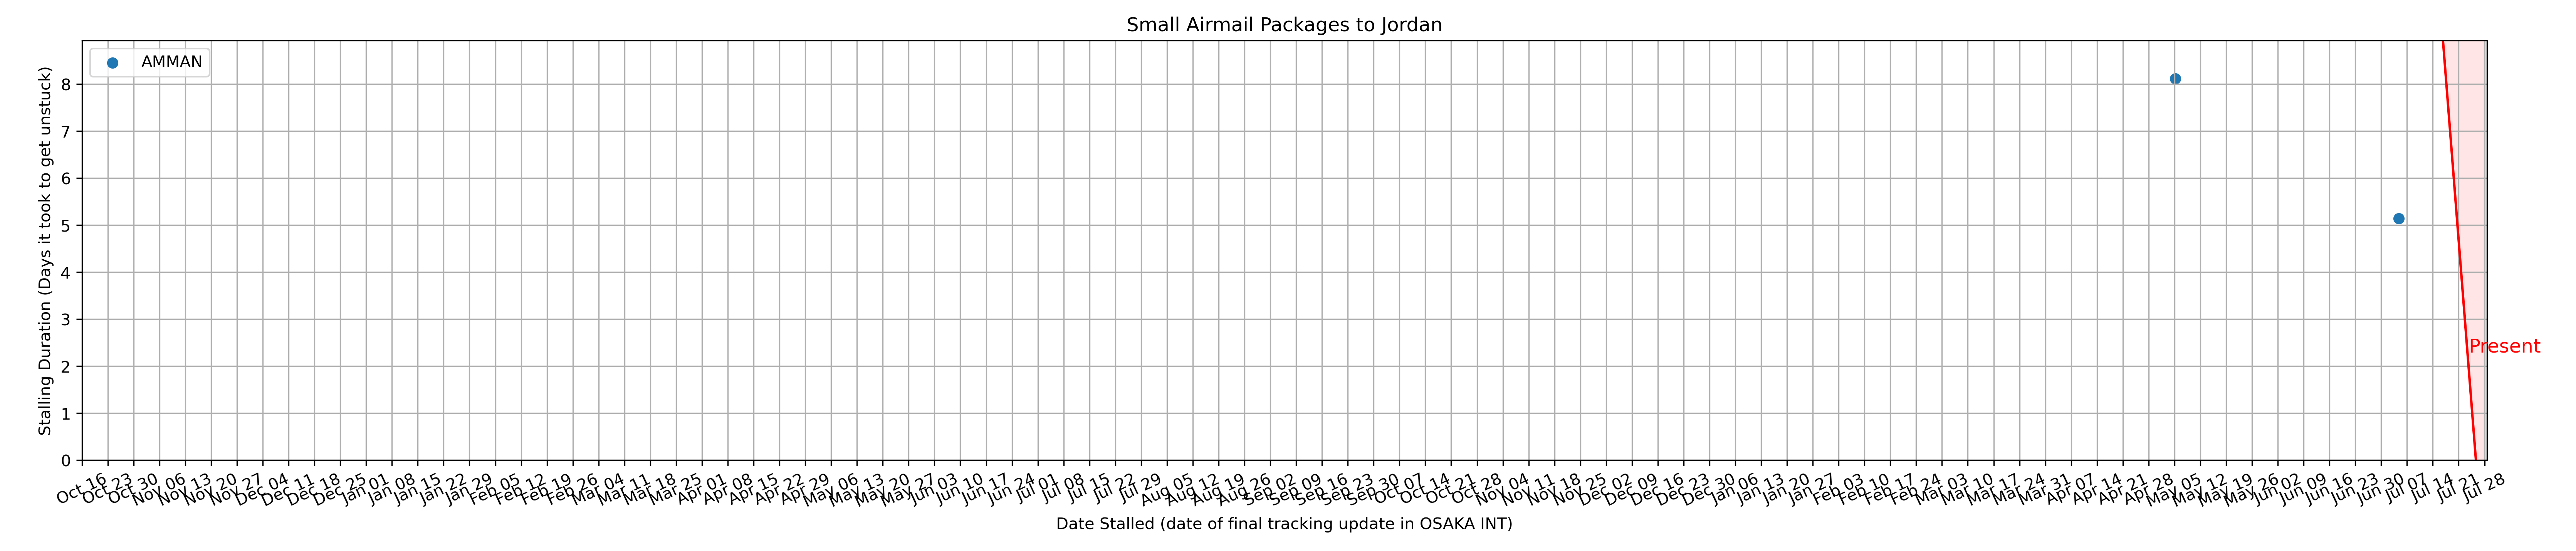 Small Airmail Packages to Jordan
AMMAN
Stalling Duration (Days it took to get unstuck)
8
7
6
5
4
3
2
1
0
Present
Oct 16
Oct 23
Oct 30
Nov 06
Nov 13
Nov 20
Nov 27
Dec 04
Dec 11
Dec 18
Dec 25
Jan 01
Jan 08
Jan 15
Jan 22
Jan 29
Feb 05
Feb 12
Feb 19
Feb 26
Mar 04
Mar 11
Mar 18
Mar 25
Apr 01
Apr 08
Apr 15
Apr 22
Apr 29
May 06
May 13
May 20
May 27
Jun 03
Jun 10
Jun 17
Jun 24
Jul 01
Jul 08
Jul 15
Jul 22
Jul 29
Aug 05
Aug 12
Aug 19
Aug 26
Sep 02
Sep 09
Sep 16
Sep 23
Sep 30
Oct 07
Oct 14
Oct 21
Oct 28
Nov 04
Nov 11
Nov 18
Nov 25
Dec 02
Dec 09
Dec 16
Dec 23
Dec 30
Jan 06
Jan 13
Jan 20
Jan 27
Feb 03
Feb 10
Feb 17
Feb 24
Mar 03
Mar 10
Mar 17
Mar 24
Mar 31
Apr 07
Apr 14
Apr 21
Apr 28
May 05
May 12
May 19
May 26
Jun 02
Jun 09
Jun 16
Jun 23
Jun 30
Jul 07
Jul 14
Jul 21
Jul 28
Date Stalled (date of final tracking update in OSAKA INT)